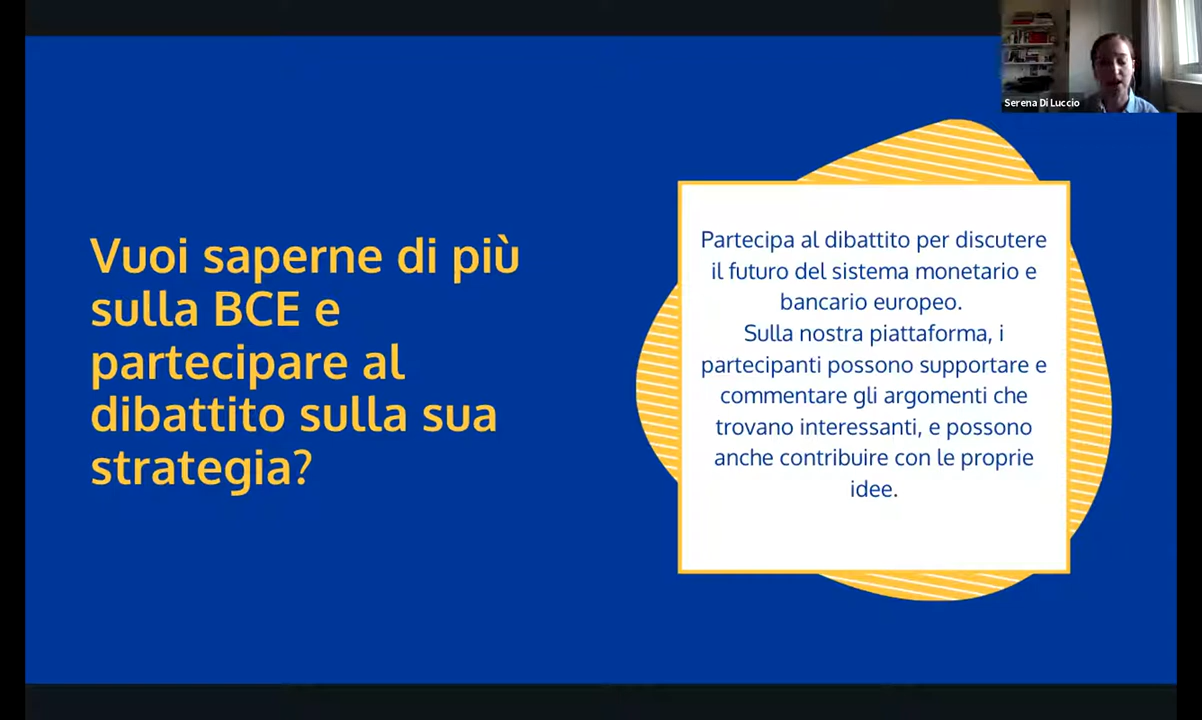 Serena Di Luccio
Vuoi saperne di più
sulla BCE e
partecipare al
dibattito sulla sua
strategia?
Partecipa al dibattito per discutere
il futuro del sistema monetario e
bancario europeo.
Sulla nostra piattaforma, i
partecipanti possono supportare e
commentare gli argomenti che
trovano interessanti, e possono
anche contribuire con le proprie
idee.